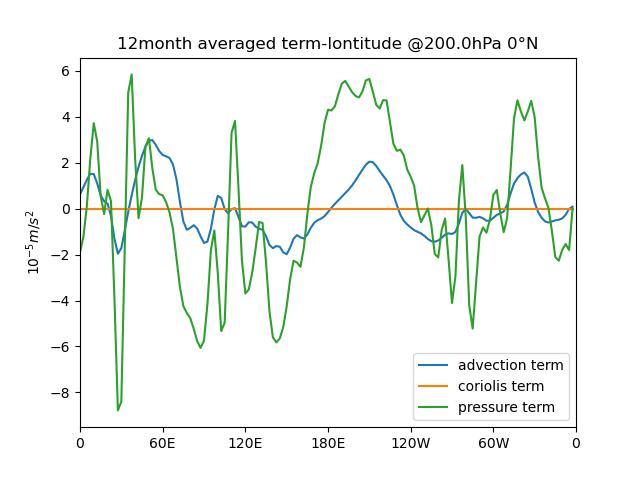 12month averaged term-lontitude @200.0hPa 0°N
10⁻⁵m/s²
6
4
2
0
−2
−4
−6
−8
0 60E 120E 180E 120W 60W 0
advection term
coriolis term
pressure term